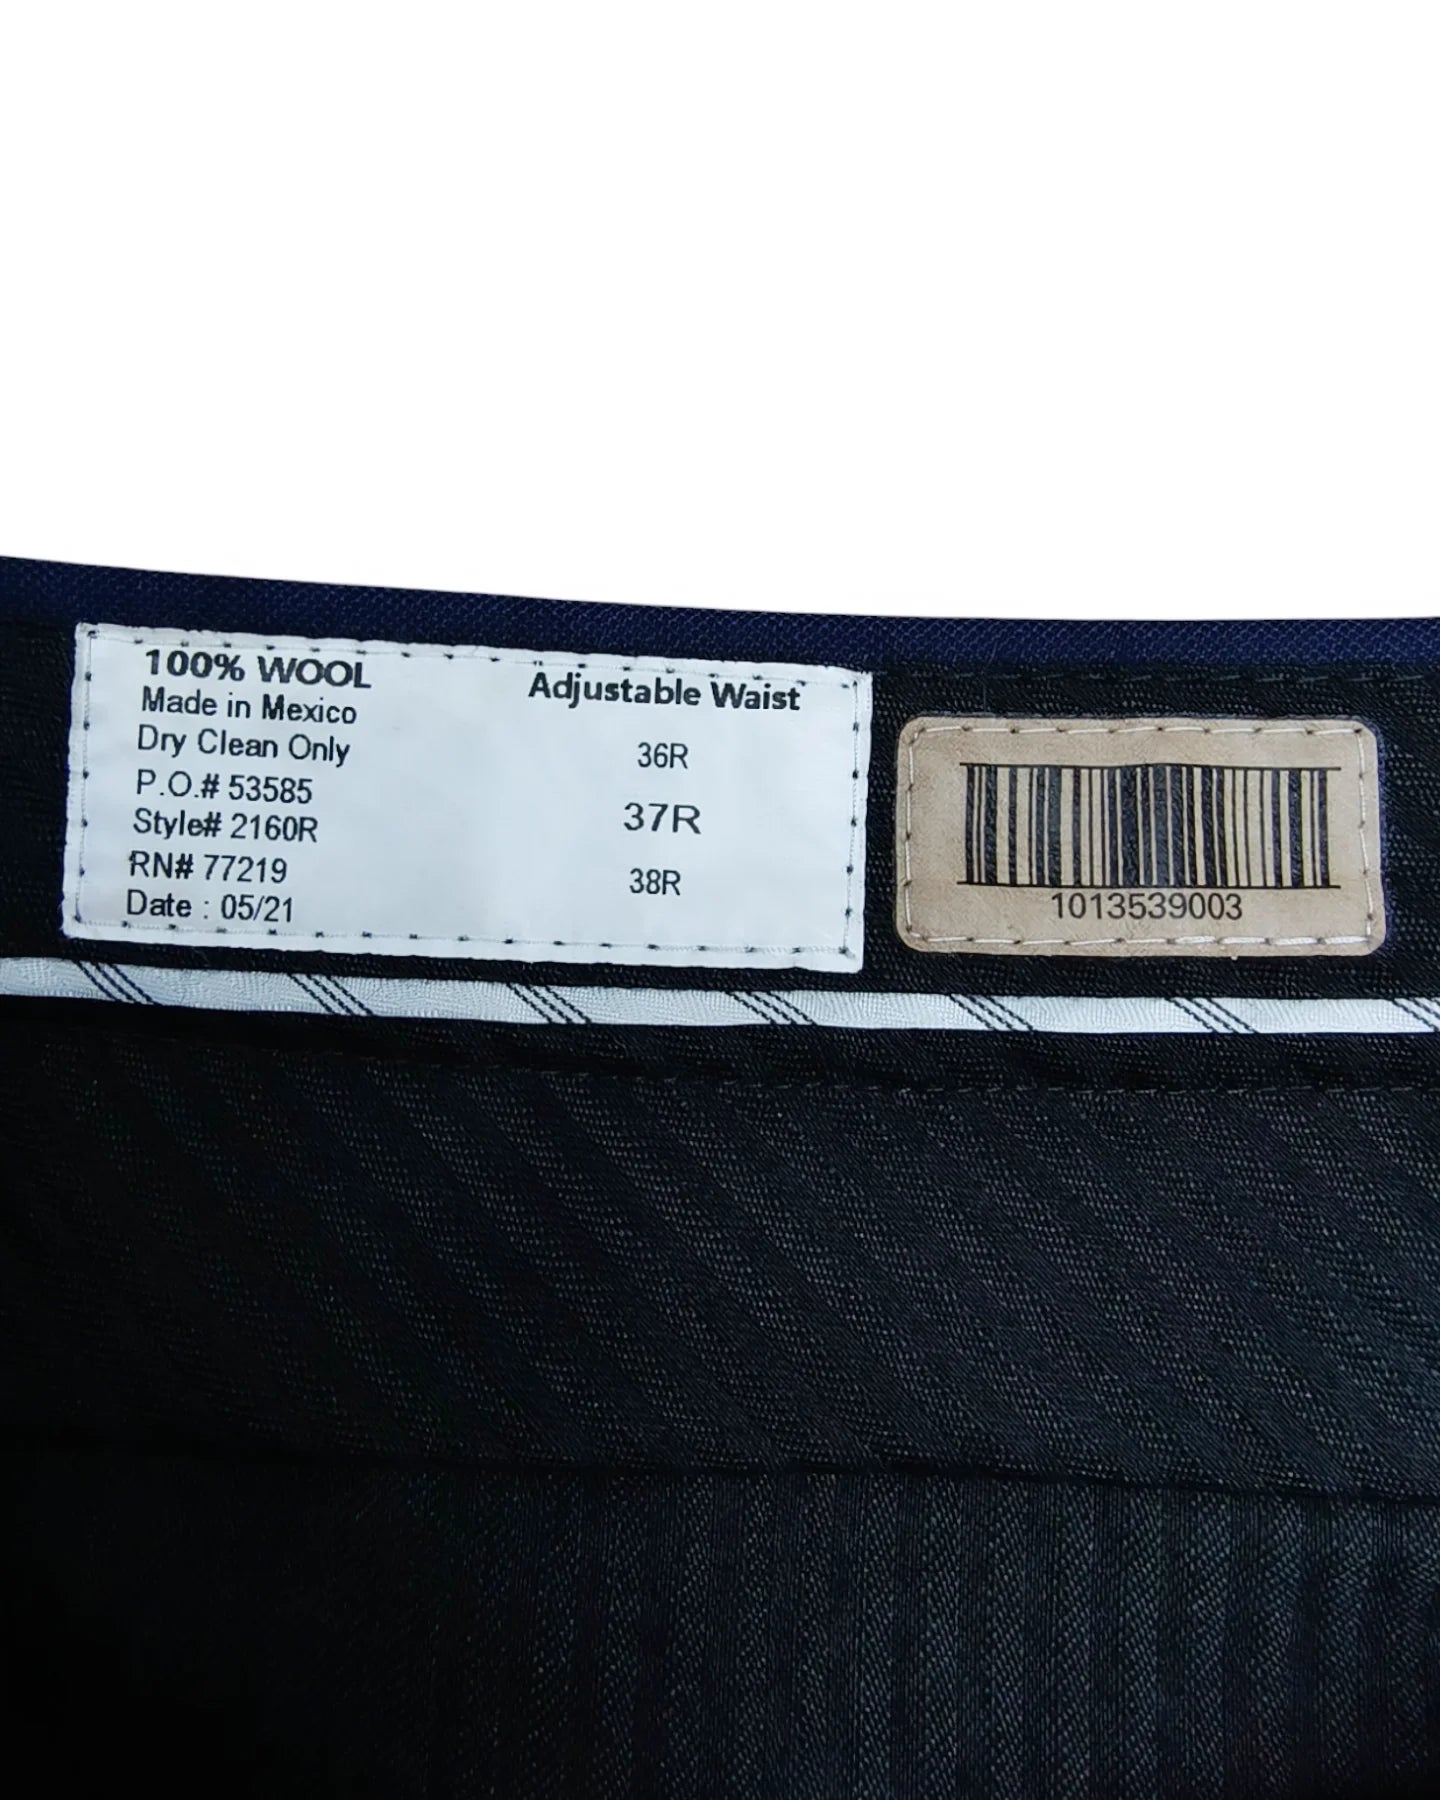 100% WOOL
Made in Mexico
Dry Clean Only
P.O.# 53585
Style# 2160R
RN# 77219
Date : 05/21
Adjustable Waist
36R
37R
38R
1013539003